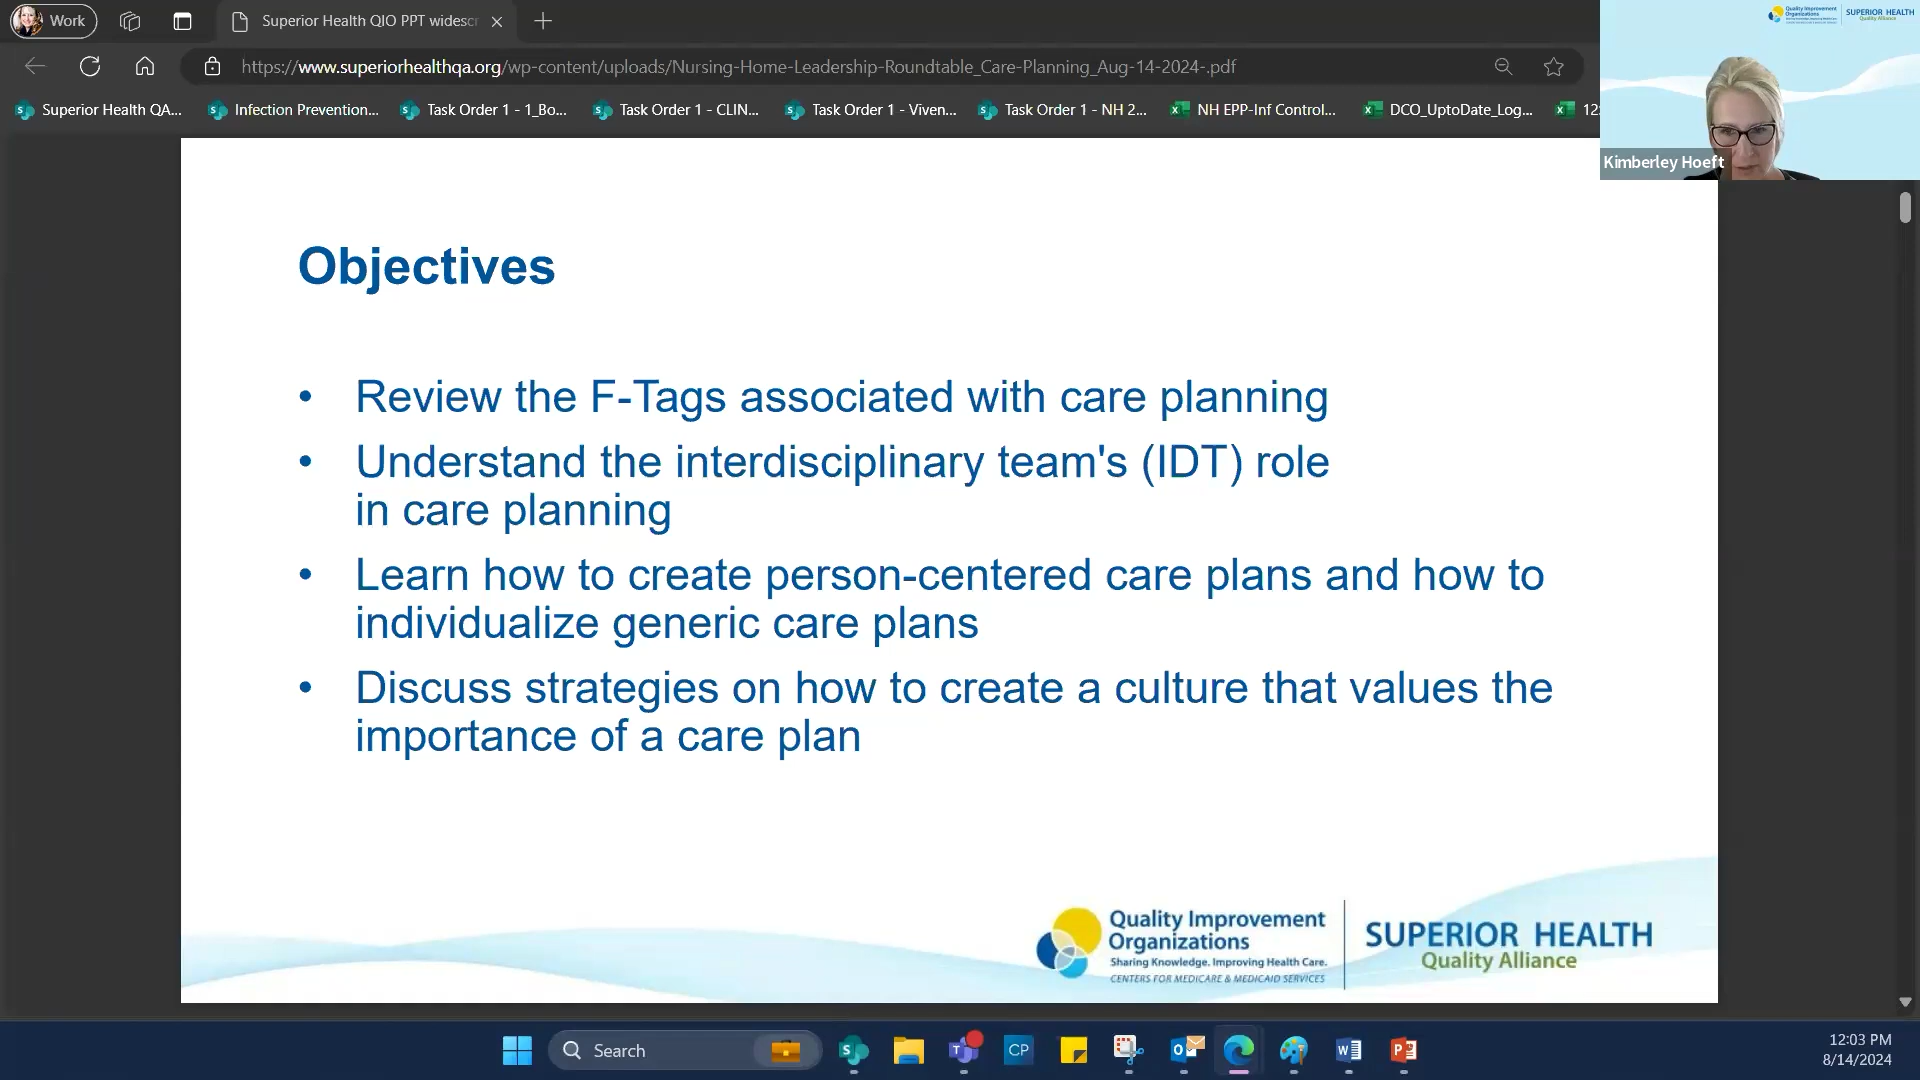 Work
Superior Health QIO PPT widescr
https://www.superiorhealthqa.org/wp-content/uploads/Nursing-Home-Leadership-Roundtable_Care-Planning_Aug-14-2024-.pdf
Superior Health QA...
Infection Prevention...
Task Order 1 - 1_Bo...
Task Order 1 - CLIN...
Task Order 1 - Viven...
Task Order 1 - NH 2...
NH EPP-Inf Control...
DCO_UptoDate_Log...
12
Quality Improvement
Organizations
SUPERIOR HEALTH
Quality Alliance
Kimberley Hoeft
Objectives
• Review the F-Tags associated with care planning
• Understand the interdisciplinary team's (IDT) role
in care planning
• Learn how to create person-centered care plans and how to
individualize generic care plans
• Discuss strategies on how to create a culture that values the
importance of a care plan
Quality Improvement
Organizations
Sharing Knowledge. Improving Health Care.
CENTERS FOR MEDICARE & MEDICAID SERVICES
SUPERIOR HEALTH
Quality Alliance
Search
CP
12:03 PM
8/14/2024